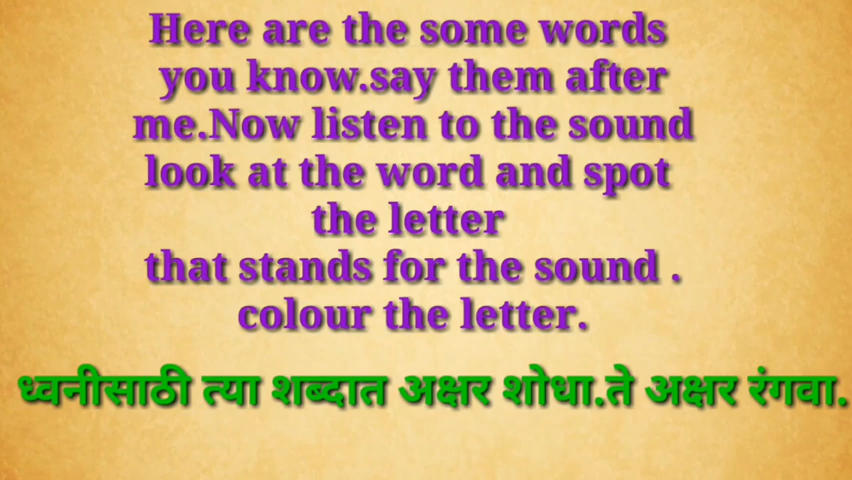 Here are the some words
you know.say them after
me.Now listen to the sound
look at the word and spot
the letter
that stands for the sound .
colour the letter.
ध्वनीसाठी त्या शब्दात अक्षर शोधा.ते अक्षर रंगवा.